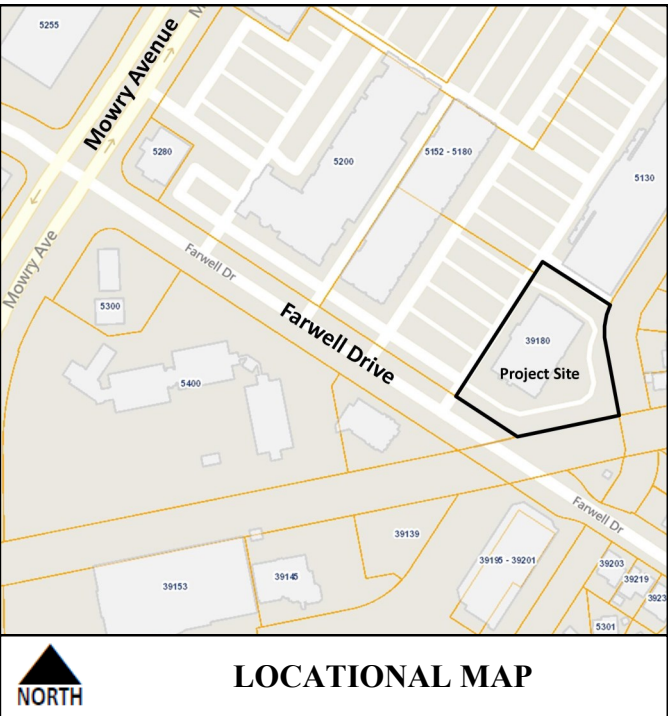 5255
Mowry Avenue
5280
5200
5152 - 5180
5130
Mowry Ave
Farwell Dr
5300
Farwell Drive
39180
Project Site
5400
Farwell Dr
39139
39195 - 39201
39203
39219
3923
39153
39145
5301
NORTH
LOCATIONAL MAP